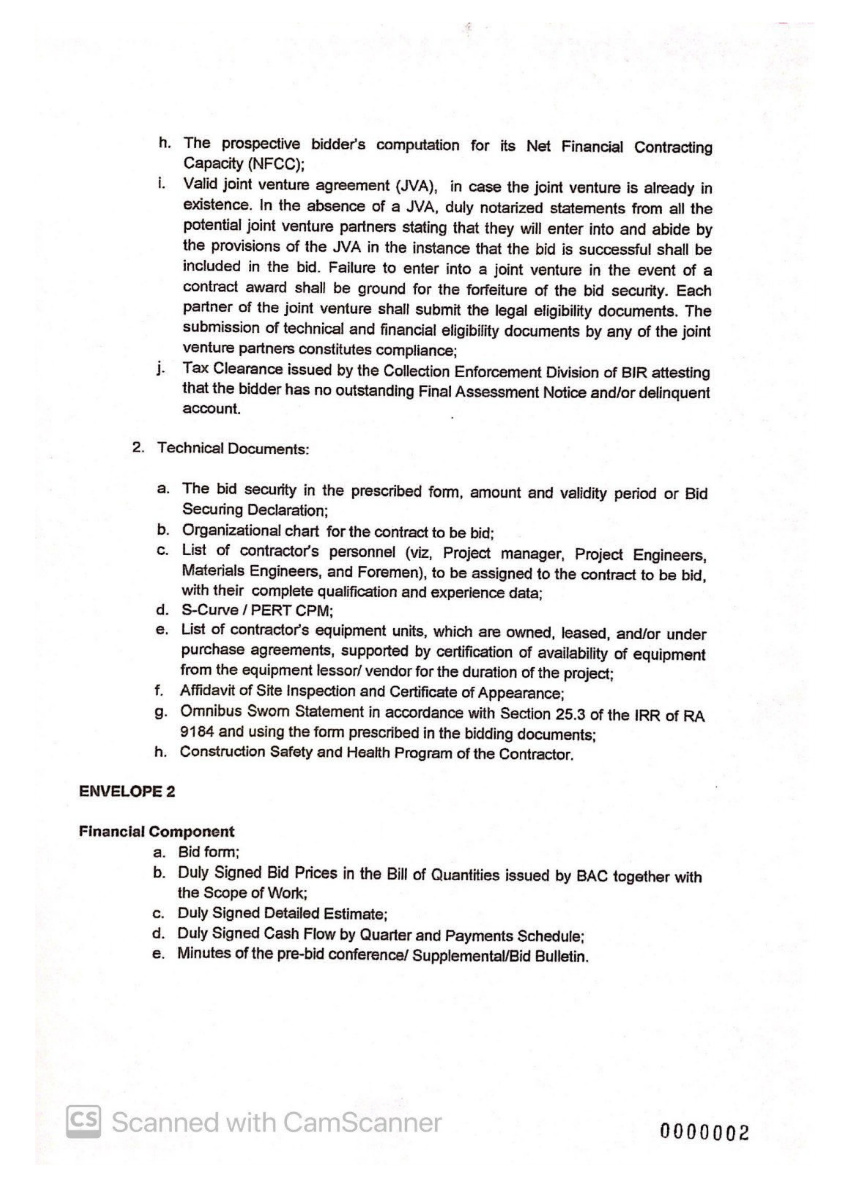 h. The prospective bidder's computation for its Net Financial Contracting
Capacity (NFCC);
i. Valid joint venture agreement (JVA), in case the joint venture is already in
existence. In the absence of a JVA, duly notarized statements from all the
potential joint venture partners stating that they will enter into and abide by
the provisions of the JVA in the instance that the bid is successful shall be
included in the bid. Failure to enter into a joint venture in the event of a
contract award shall be ground for the forfeiture of the bid security. Each
partner of the joint venture shall submit the legal eligibility documents. The
submission of technical and financial eligibility documents by any of the joint
venture partners constitutes compliance;
j. Tax Clearance issued by the Collection Enforcement Division of BIR attesting
that the bidder has no outstanding Final Assessment Notice and/or delinquent
account.
2. Technical Documents:
a. The bid security in the prescribed form, amount and validity period or Bid
Securing Declaration;
b. Organizational chart for the contract to be bid;
c. List of contractor's personnel (viz, Project manager, Project Engineers,
Materials Engineers, and Foremen), to be assigned to the contract to be bid,
with their complete qualification and experience data;
d. S-Curve / PERT CPM;
e. List of contractor's equipment units, which are owned, leased, and/or under
purchase agreements, supported by certification of availability of equipment
from the equipment lessor/ vendor for the duration of the project;
f. Affidavit of Site Inspection and Certificate of Appearance;
g. Omnibus Sworn Statement in accordance with Section 25.3 of the IRR of RA
9184 and using the form prescribed in the bidding documents;
h. Construction Safety and Health Program of the Contractor.
ENVELOPE 2
Financial Component
a. Bid form;
b. Duly Signed Bid Prices in the Bill of Quantities issued by BAC together with
the Scope of Work;
c. Duly Signed Detailed Estimate;
d. Duly Signed Cash Flow by Quarter and Payments Schedule;
e. Minutes of the pre-bid conference/ Supplemental/Bid Bulletin.
CS Scanned with CamScanner
0000002